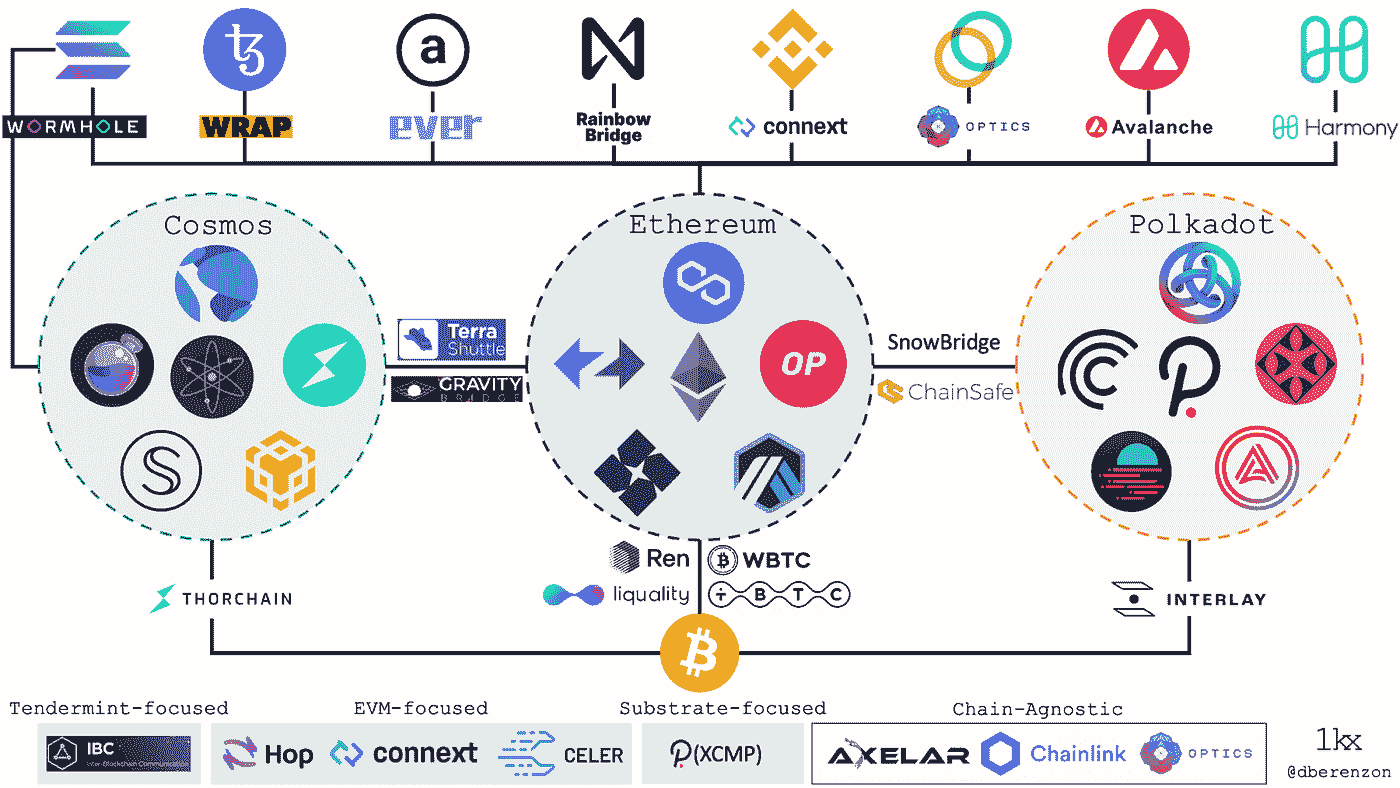 WORMHOLE
WRAP
ever
Rainbow
Bridge
connext
OPTICS
Avalanche
Harmony
a
Cosmos
Ethereum
Polkadot
OP
Terra
Shuttle
GRAVITY
BRIDGE
SnowBridge
ChainSafe
Ren
WBTC
liquality
TBTC
THORCHAIN
INTERLAY
Tendermint-focused
EVM-focused
Substrate-focused
Chain-Agnostic
IBC
Inter-Blockchain Communication
Hop
connext
CELER
(XCMP)
AXELAR
Chainlink
OPTICS
1kx
@dberenzon